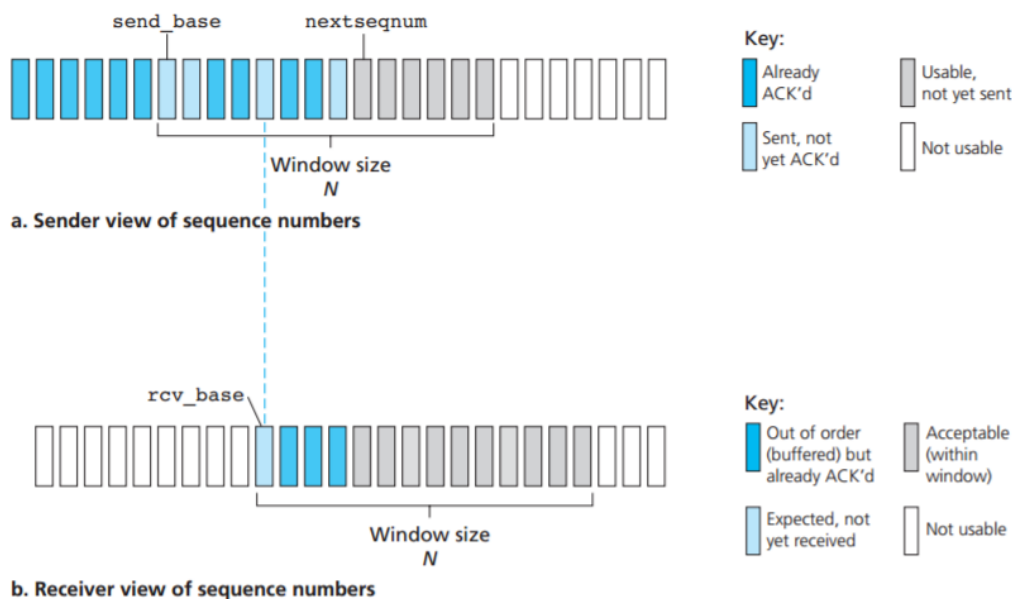 send_base
nextseqnum
Key:
Already
ACK'd
Usable,
not yet sent
Sent, not
yet ACK'd
Not usable
Window size
N
a. Sender view of sequence numbers
rcv_base
Key:
Out of order
(buffered) but
already ACK'd
Acceptable
(within
window)
Expected, not
yet received
Not usable
Window size
N
b. Receiver view of sequence numbers